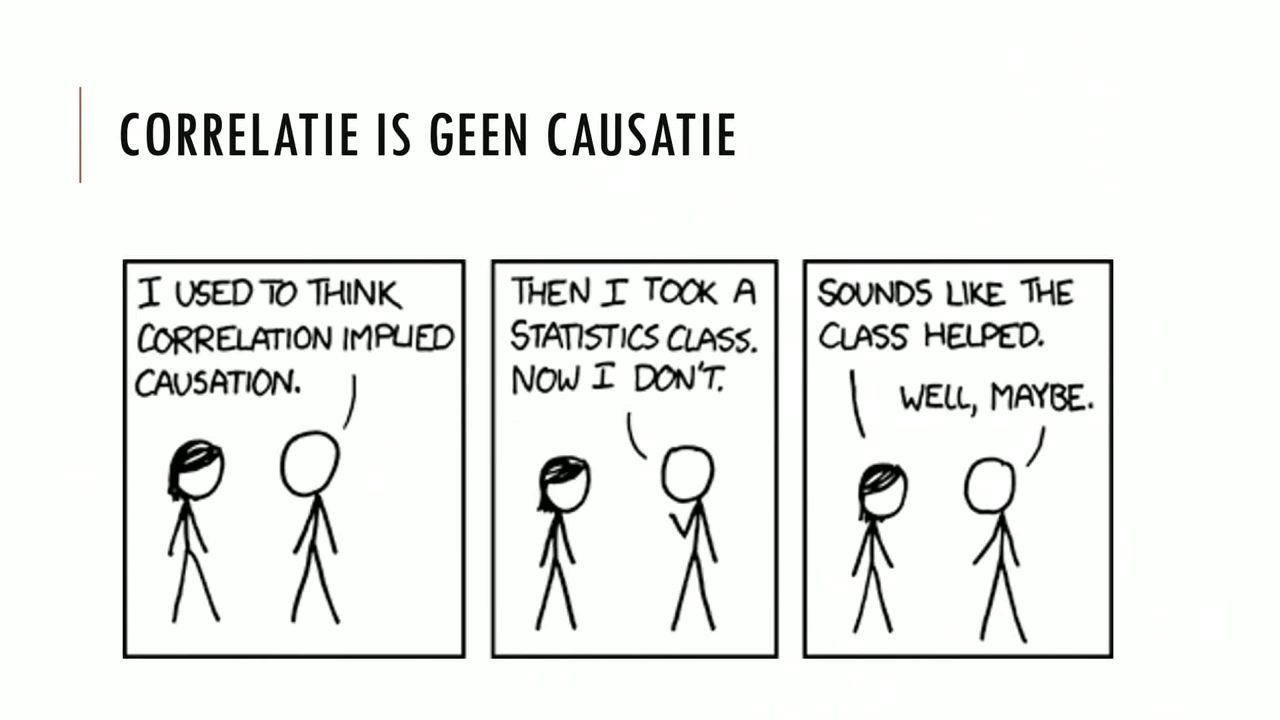 CORRELATIE IS GEEN CAUSATIE
I USED TO THINK
CORRELATION IMPLIED
CAUSATION.
THEN I TOOK A
STATISTICS CLASS.
NOW I DON'T.
SOUNDS LIKE THE
CLASS HELPED.
WELL, MAYBE.